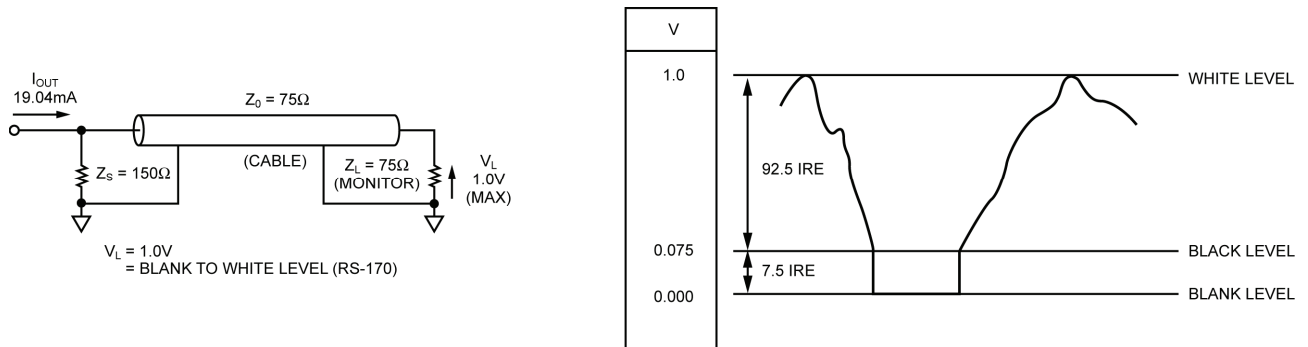 I_OUT
19.04mA
Z_0 = 75Ω
Z_S = 150Ω
(CABLE)
Z_L = 75Ω
(MONITOR)
V_L
1.0V
(MAX)
V_L = 1.0V
= BLANK TO WHITE LEVEL (RS-170)
V
1.0
WHITE LEVEL
92.5 IRE
0.075
BLACK LEVEL
7.5 IRE
0.000
BLANK LEVEL